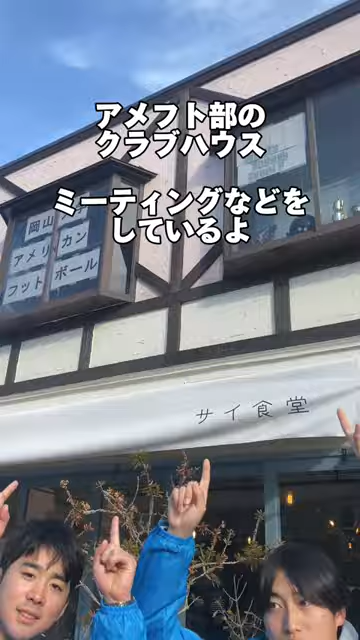 アメフト部の
クラブハウス
ミーティングなどを
しているよ
岡山
アメリカン
フットボール
サイ食堂